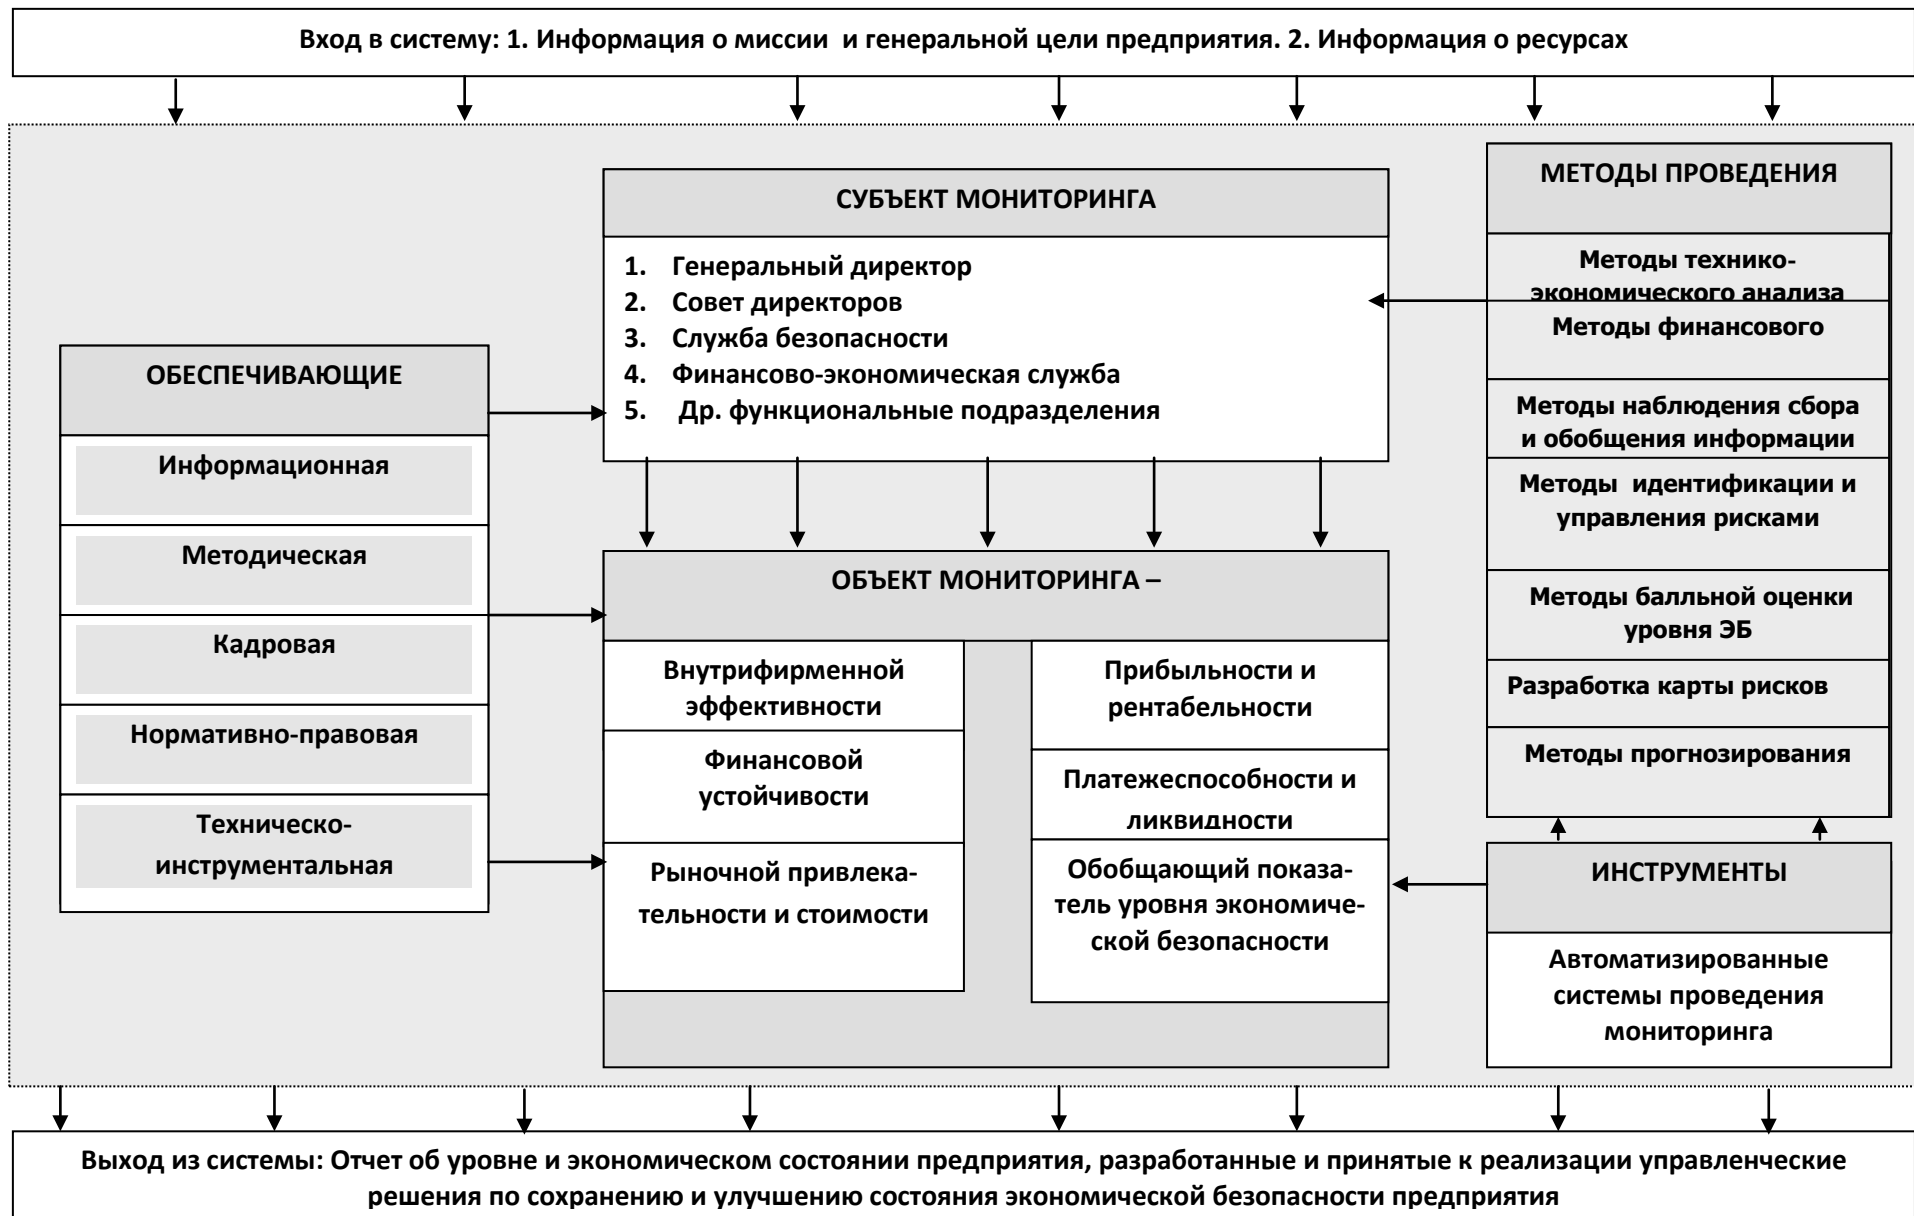 Вход в систему: 1. Информация о миссии и генеральной цели предприятия. 2. Информация о ресурсах
СУБЪЕКТ МОНИТОРИНГА
1. Генеральный директор
2. Совет директоров
3. Служба безопасности
4. Финансово-экономическая служба
5. Др. функциональные подразделения
ОБЕСПЕЧИВАЮЩИЕ
Информационная
Методическая
Кадровая
Нормативно-правовая
Техническо-
инструментальная
ОБЪЕКТ МОНИТОРИНГА –
Внутрифирменной
эффективности
Финансовой
устойчивости
Рыночной привлека-
тельности и стоимости
Прибыльности и
рентабельности
Платежеспособности и
ликвидности
Обобщающий показа-
тель уровня экономиче-
ской безопасности
МЕТОДЫ ПРОВЕДЕНИЯ
Методы технико-
экономического анализа
Методы финансового
Методы наблюдения сбора
и обобщения информации
Методы идентификации и
управления рисками
Методы балльной оценки
уровня ЭБ
Разработка карты рисков
Методы прогнозирования
ИНСТРУМЕНТЫ
Автоматизированные
системы проведения
мониторинга
Выход из системы: Отчет об уровне и экономическом состоянии предприятия, разработанные и принятые к реализации управленческие
решения по сохранению и улучшению состояния экономической безопасности предприятия